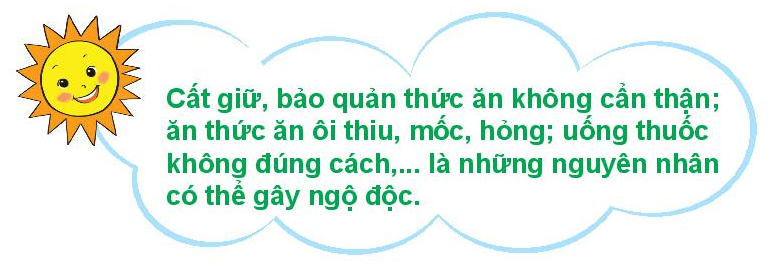 Cất giữ, bảo quản thức ăn không cẩn thận;
ăn thức ăn ôi thiu, mốc, hỏng; uống thuốc
không đúng cách,... là những nguyên nhân
có thể gây ngộ độc.